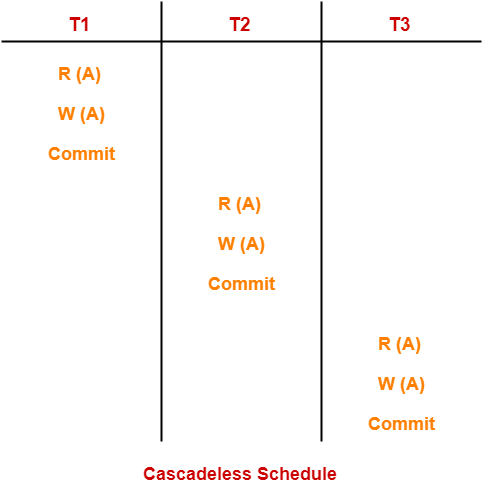 T1 T2 T3
R (A)
W (A)
Commit
R (A)
W (A)
Commit
R (A)
W (A)
Commit
Cascadeless Schedule